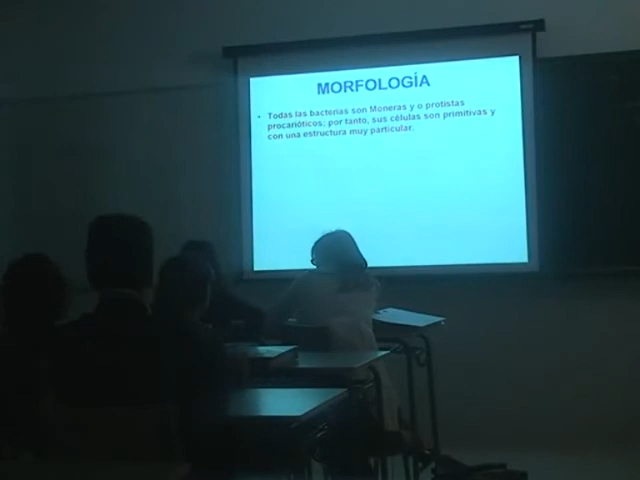 MORFOLOGÍA
• Todas las bacterias son Moneras y o protistas
procarióticos; por tanto, sus células son primitivas y
con una estructura muy particular.